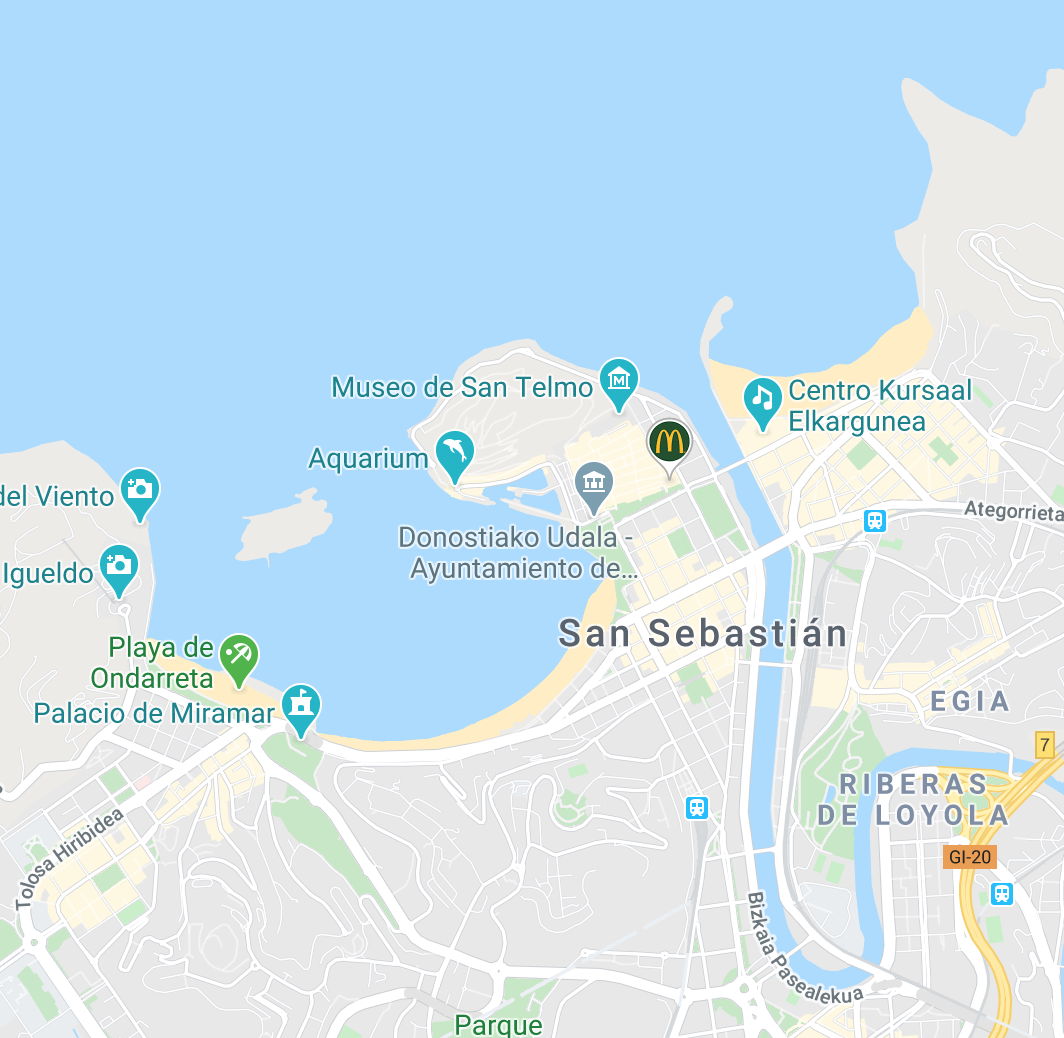 Museo de San Telmo
Centro Kursaal
Elkargunea
Aquarium
del Viento
Donostiako Udala -
Ayuntamiento de...
Ategorrieta
Igueldo
San Sebastián
Playa de
Ondarreta
Palacio de Miramar
EGIA
7
RIBERAS
DE LOYOLA
Tolosa Hiribidea
GI-20
Bizkaia Pasealekua
Parque